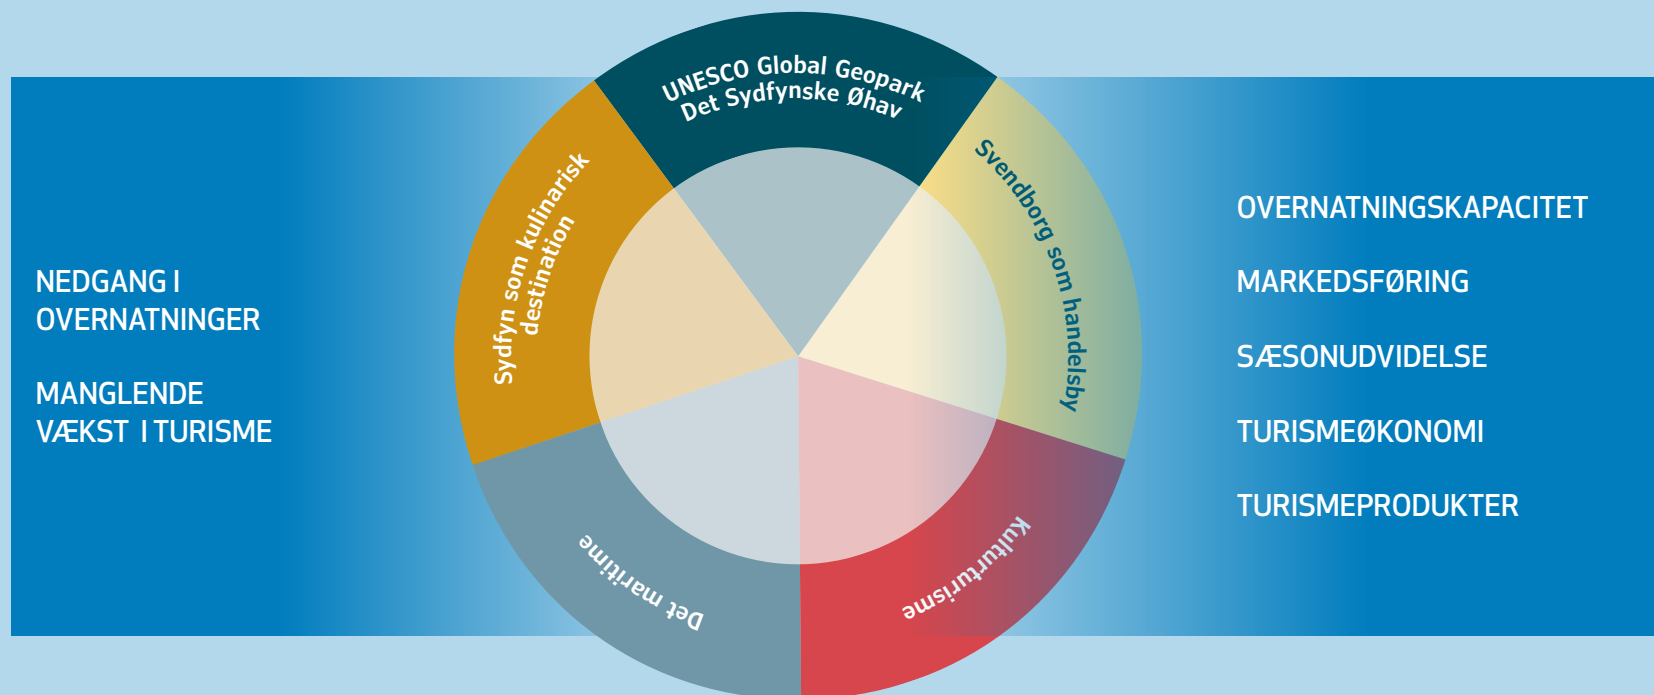 NEDGANG I
OVERNATNINGER
MANGLENDE
VÆKST I TURISME
UNESCO Global Geopark
Det Sydfynske Øhav
Svendborg som handelsby
Kulturturisme
Det maritime
Sydfyn som kulinarisk
destination
OVERNATNINGSKAPACITET
MARKEDSFØRING
SÆSONUDVIDELSE
TURISMEØKONOMI
TURISMEPRODUKTER